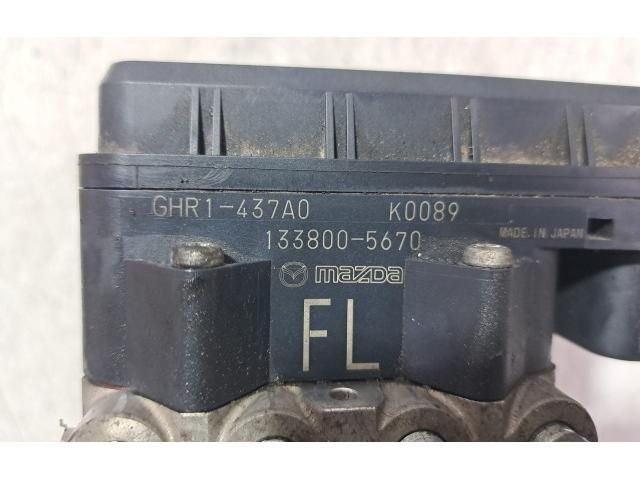 GHR1-437A0 K0089
133800-5670 MADE IN JAPAN
mazda
FL